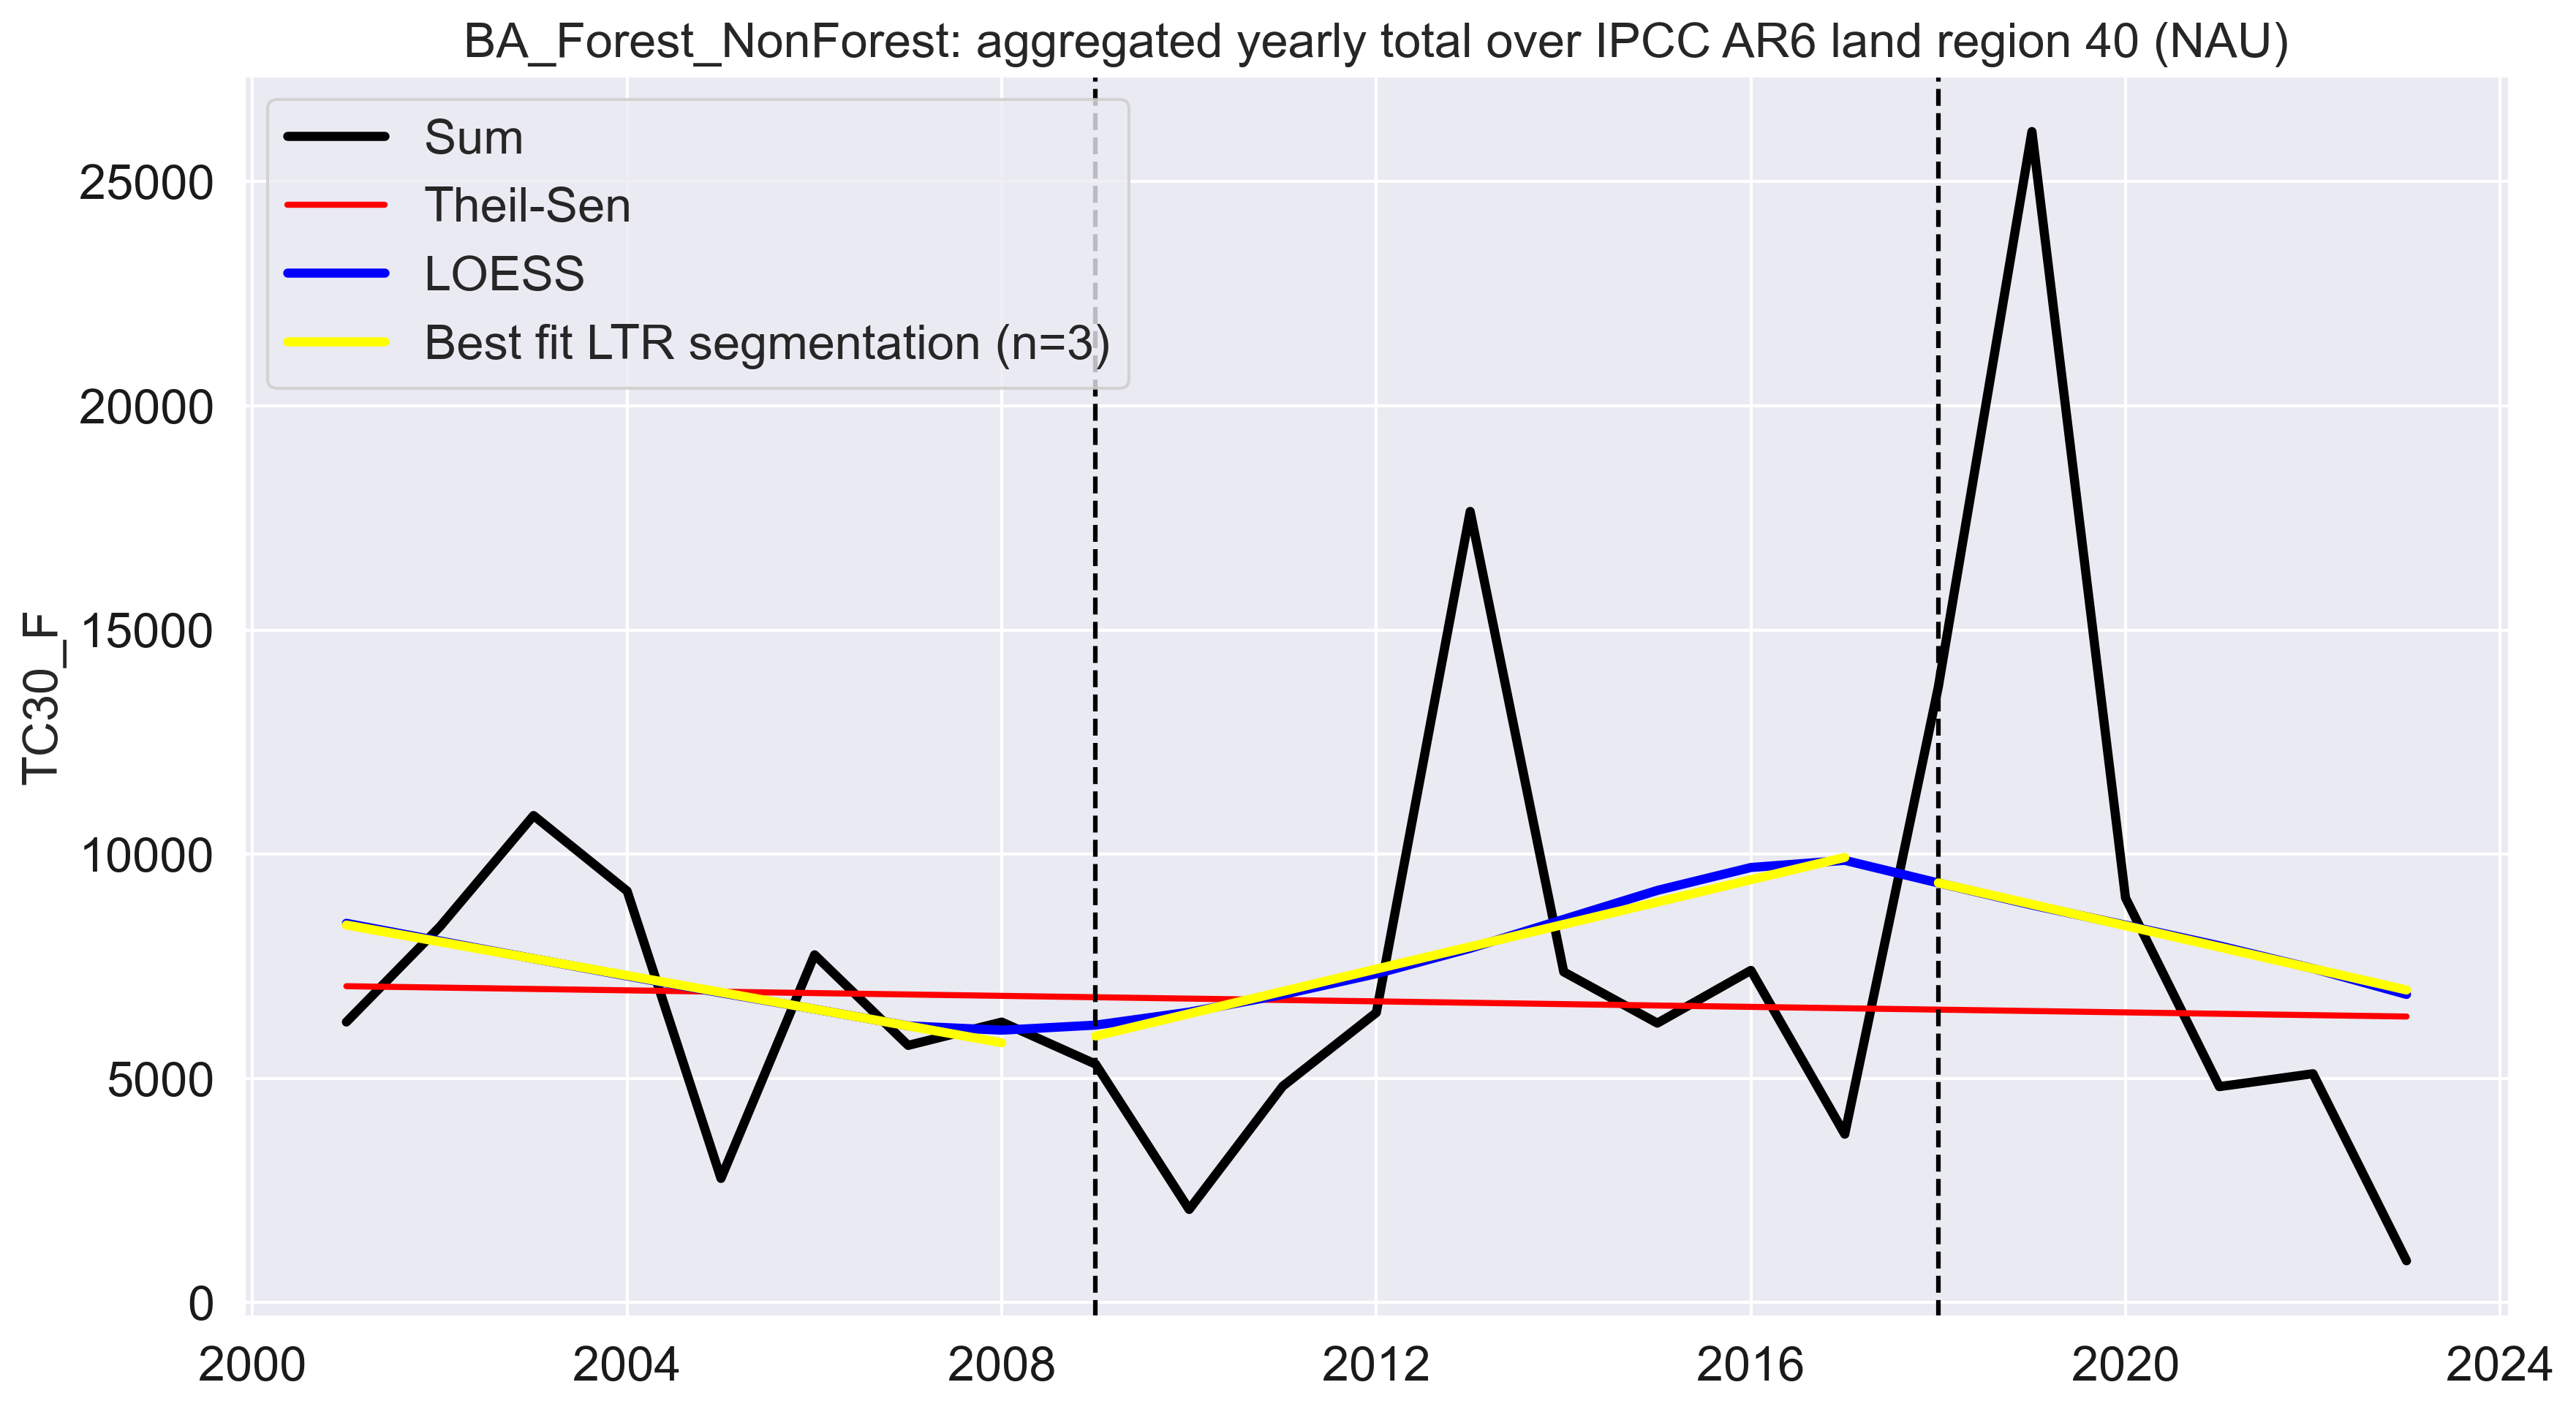 BA_Forest_NonForest: aggregated yearly total over IPCC AR6 land region 40 (NAU)
Sum
Theil-Sen
LOESS
Best fit LTR segmentation (n=3)
TC30_F
25000
20000
15000
10000
5000
0
2000
2004
2008
2012
2016
2020
2024